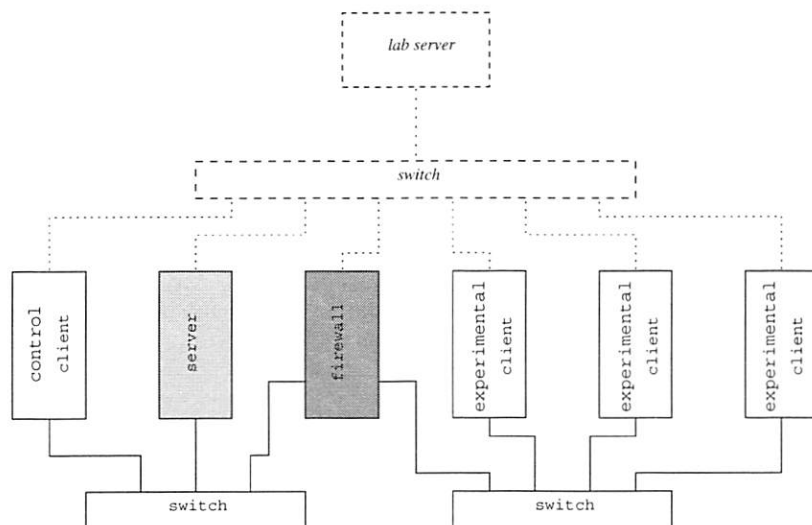 lab server
switch
control
client
server
firewall
experimental
client
experimental
client
experimental
client
switch
switch